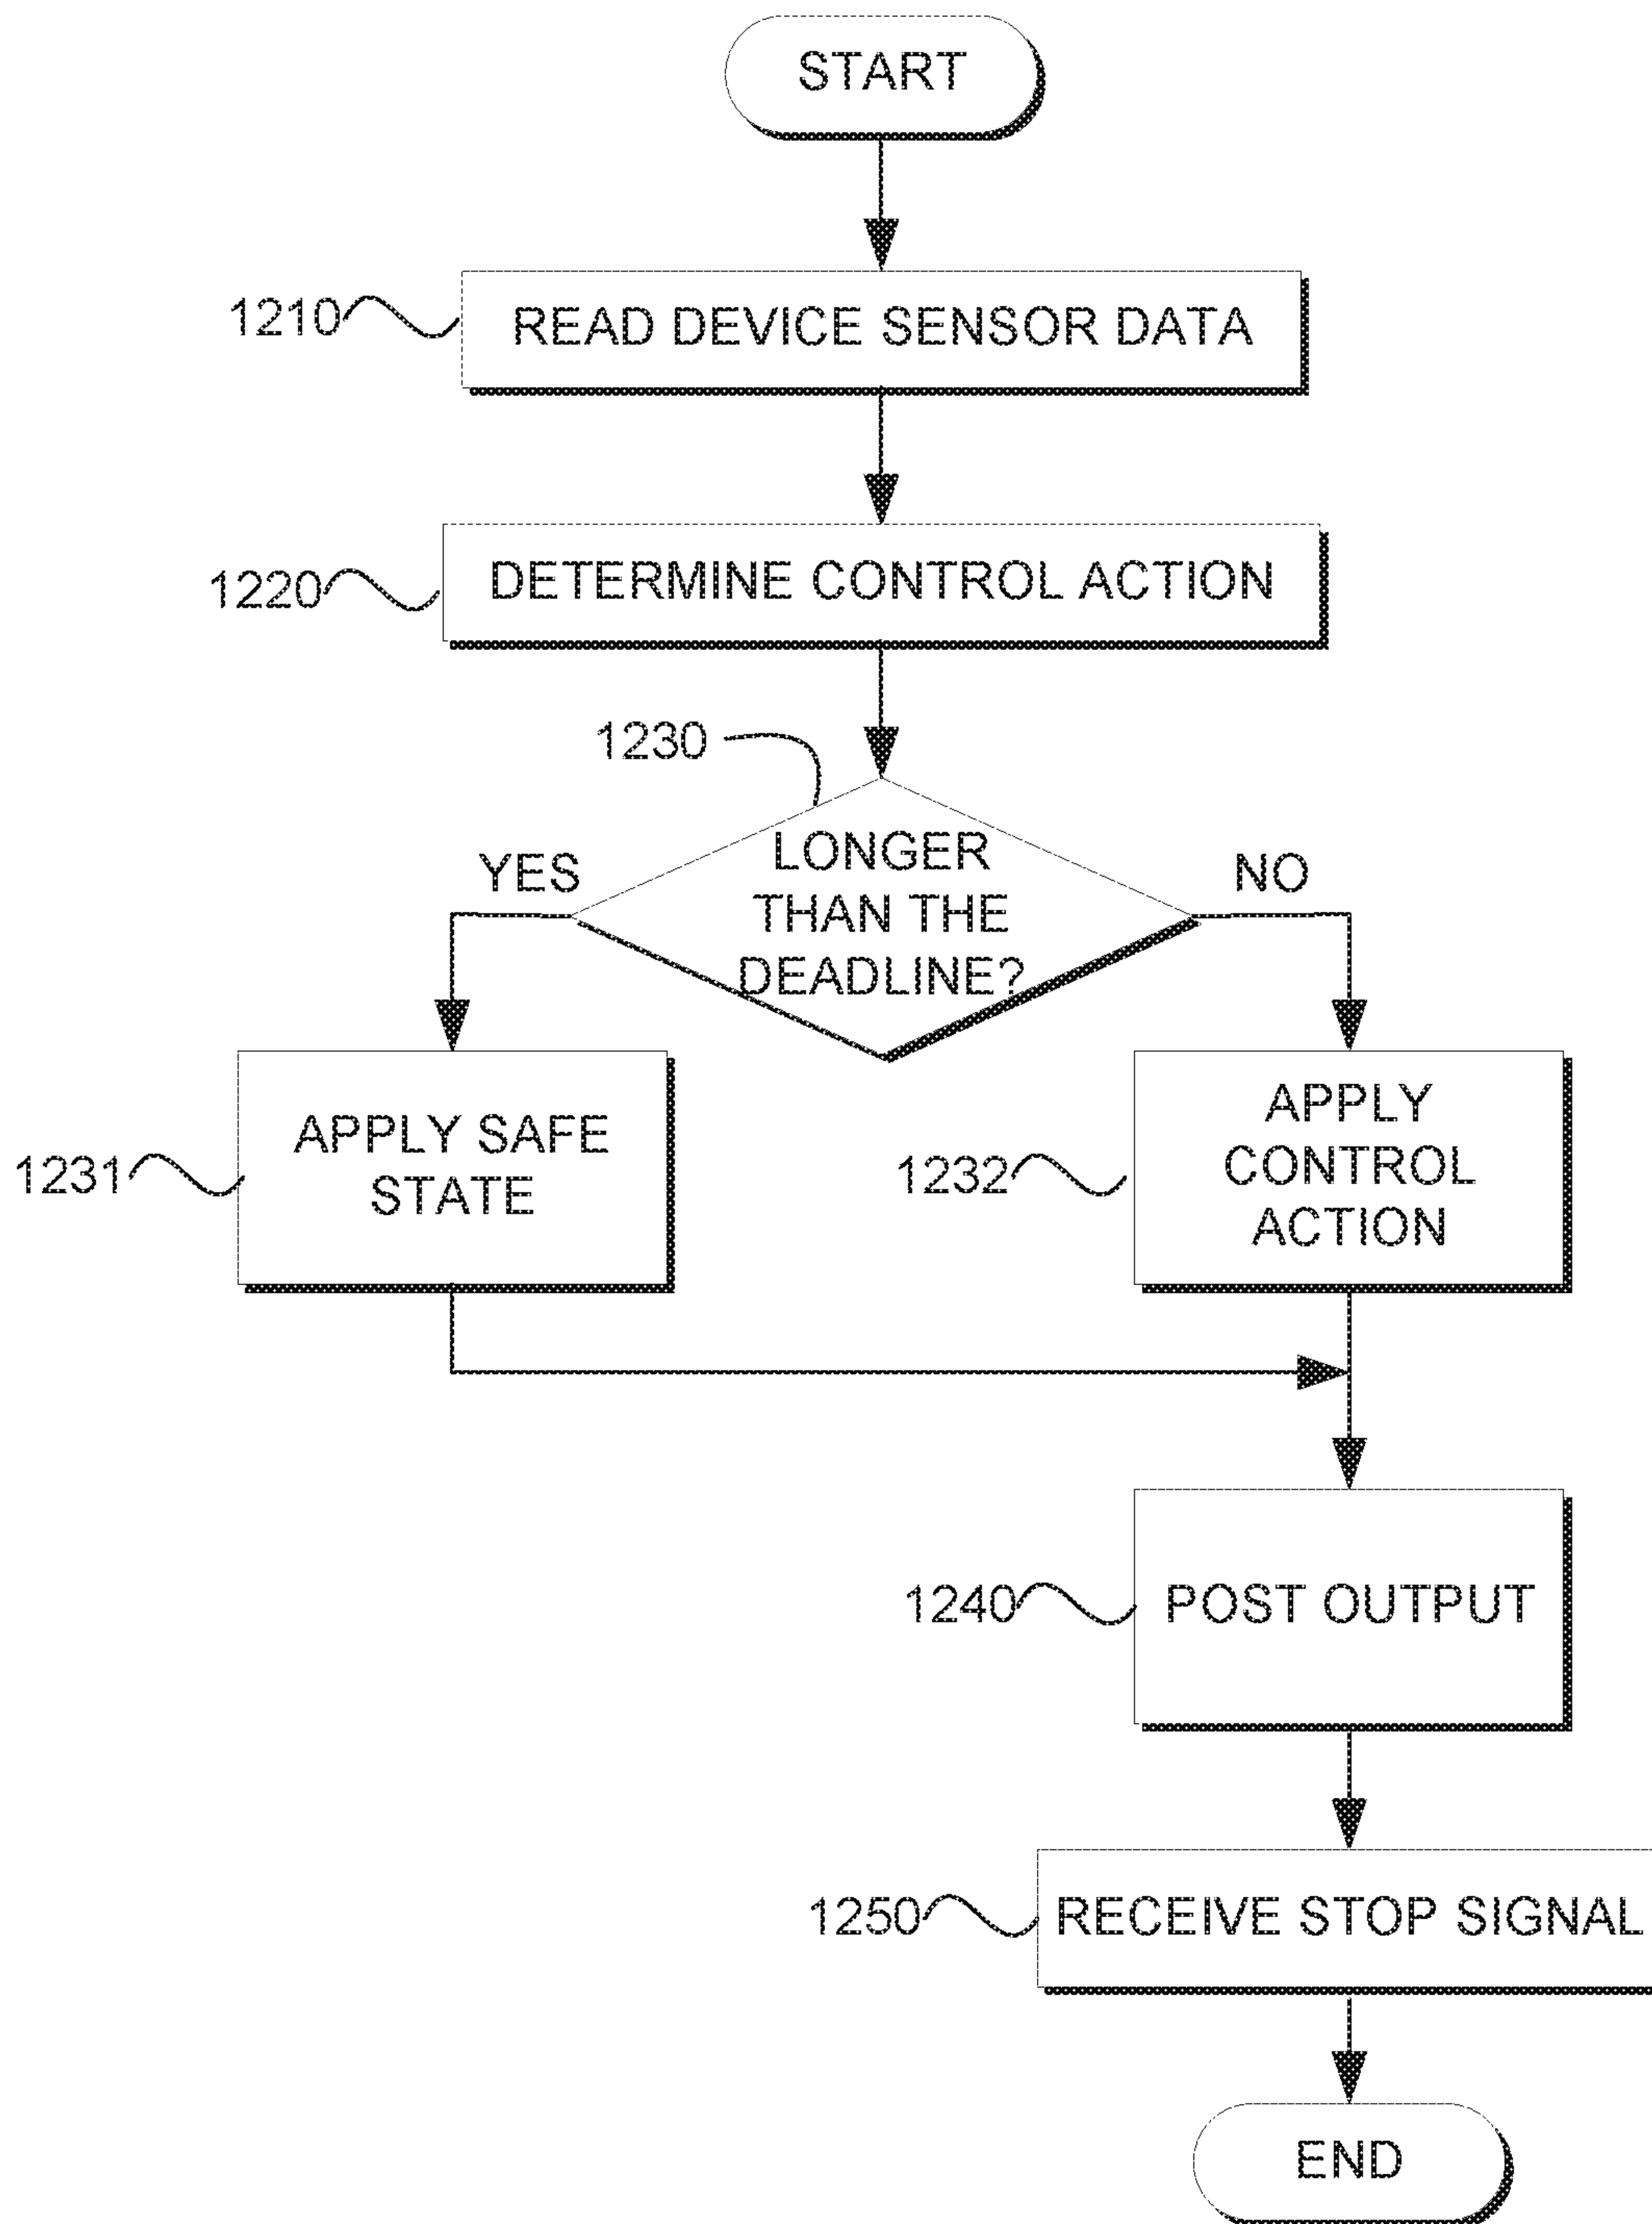 START
1210
READ DEVICE SENSOR DATA
1220
DETERMINE CONTROL ACTION
1230
LONGER
THAN THE
DEADLINE?
YES
NO
1231
APPLY SAFE
STATE
1232
APPLY
CONTROL
ACTION
1240
POST OUTPUT
1250
RECEIVE STOP SIGNAL
END